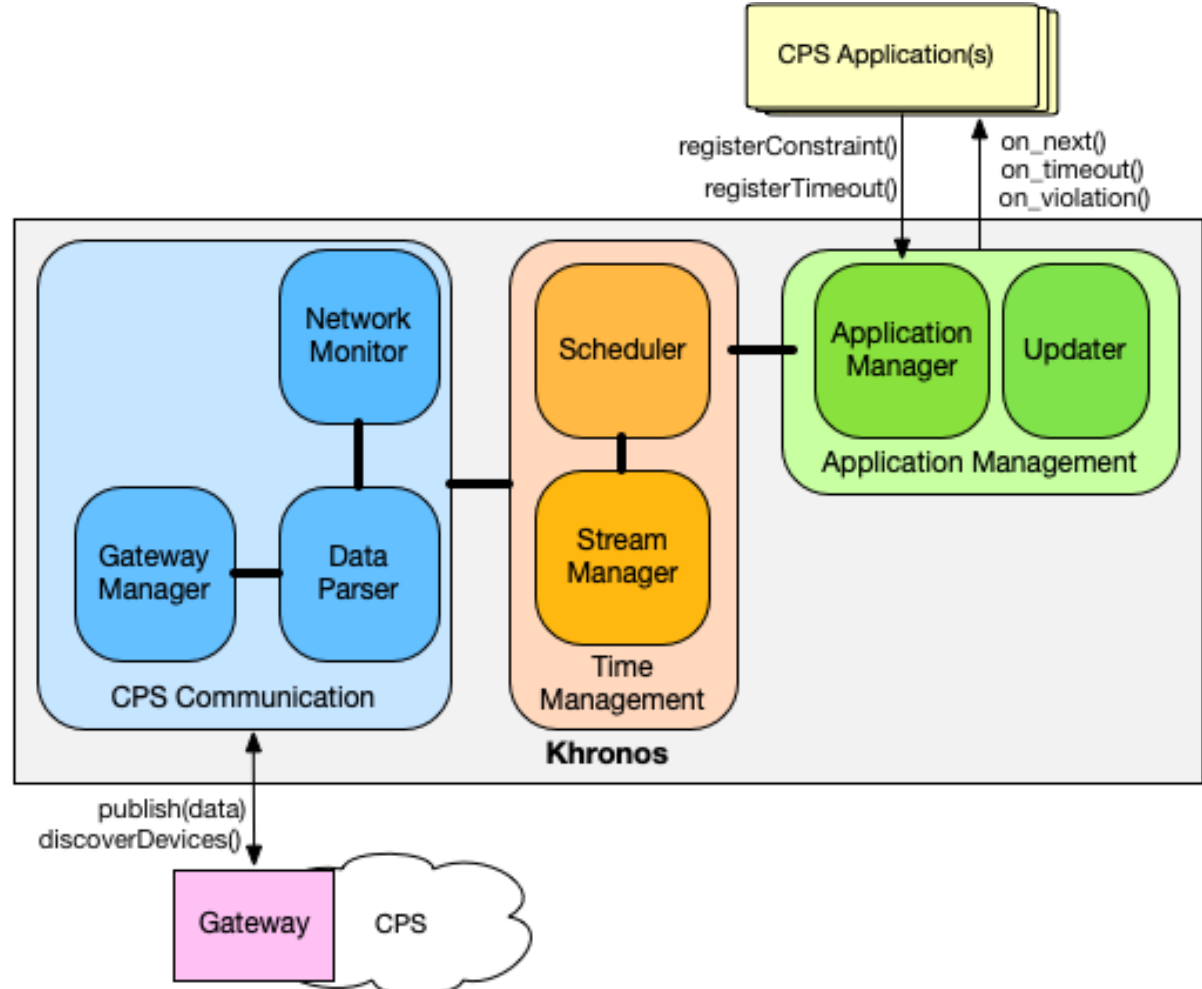 CPS Application(s)
registerConstraint()
registerTimeout()
on_next()
on_timeout()
on_violation()
Network
Monitor
Gateway
Manager
Data
Parser
CPS Communication
Scheduler
Stream
Manager
Time
Management
Application
Manager
Updater
Application Management
Khronos
publish(data)
discoverDevices()
Gateway
CPS